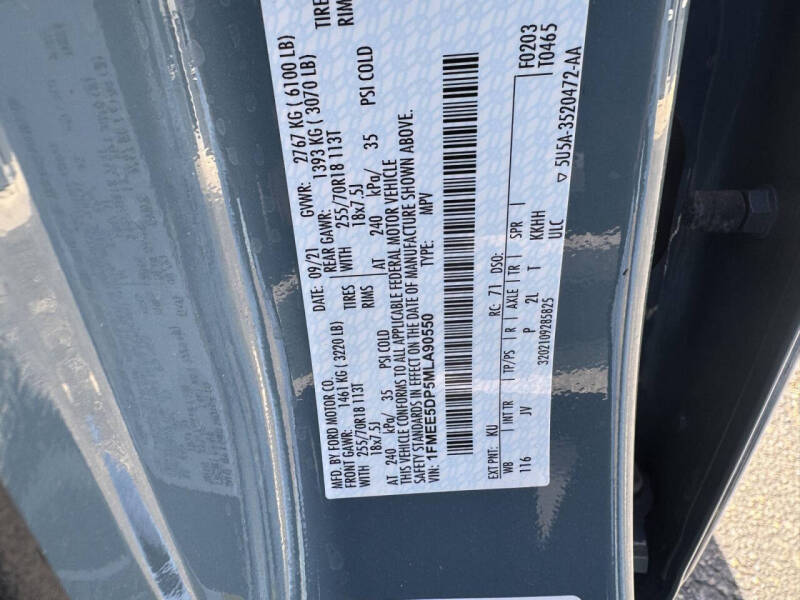 MFD. BY FORD MOTOR CO.
DATE: 09/21
GVWR: 2767 KG ( 6100 LB)
FRONT GAWR: 1461 KG ( 3220 LB)
REAR GAWR: 1393 KG ( 3070 LB)
WITH 255/70R18 113T TIRES
WITH 255/70R18 113T TIRE
18x7.5J RIMS
18x7.5J RIM
AT 240 kPa/ 35 PSI COLD
AT 240 kPa/ 35 PSI COLD
THIS VEHICLE CONFORMS TO ALL APPLICABLE FEDERAL MOTOR VEHICLE
SAFETY STANDARDS IN EFFECT ON THE DATE OF MANUFACTURE SHOWN ABOVE.
VIN: 1FMEE5DP5MLA90550
TYPE: MPV
F0203
T0465
EXT PNT: KU RC: 71 DSO:
WB INT TR TP/PS R AXLE TR SPR
116 JV P 2L T KKHH
3202109285825 ULC
▽ 5U5A-3520472-AA